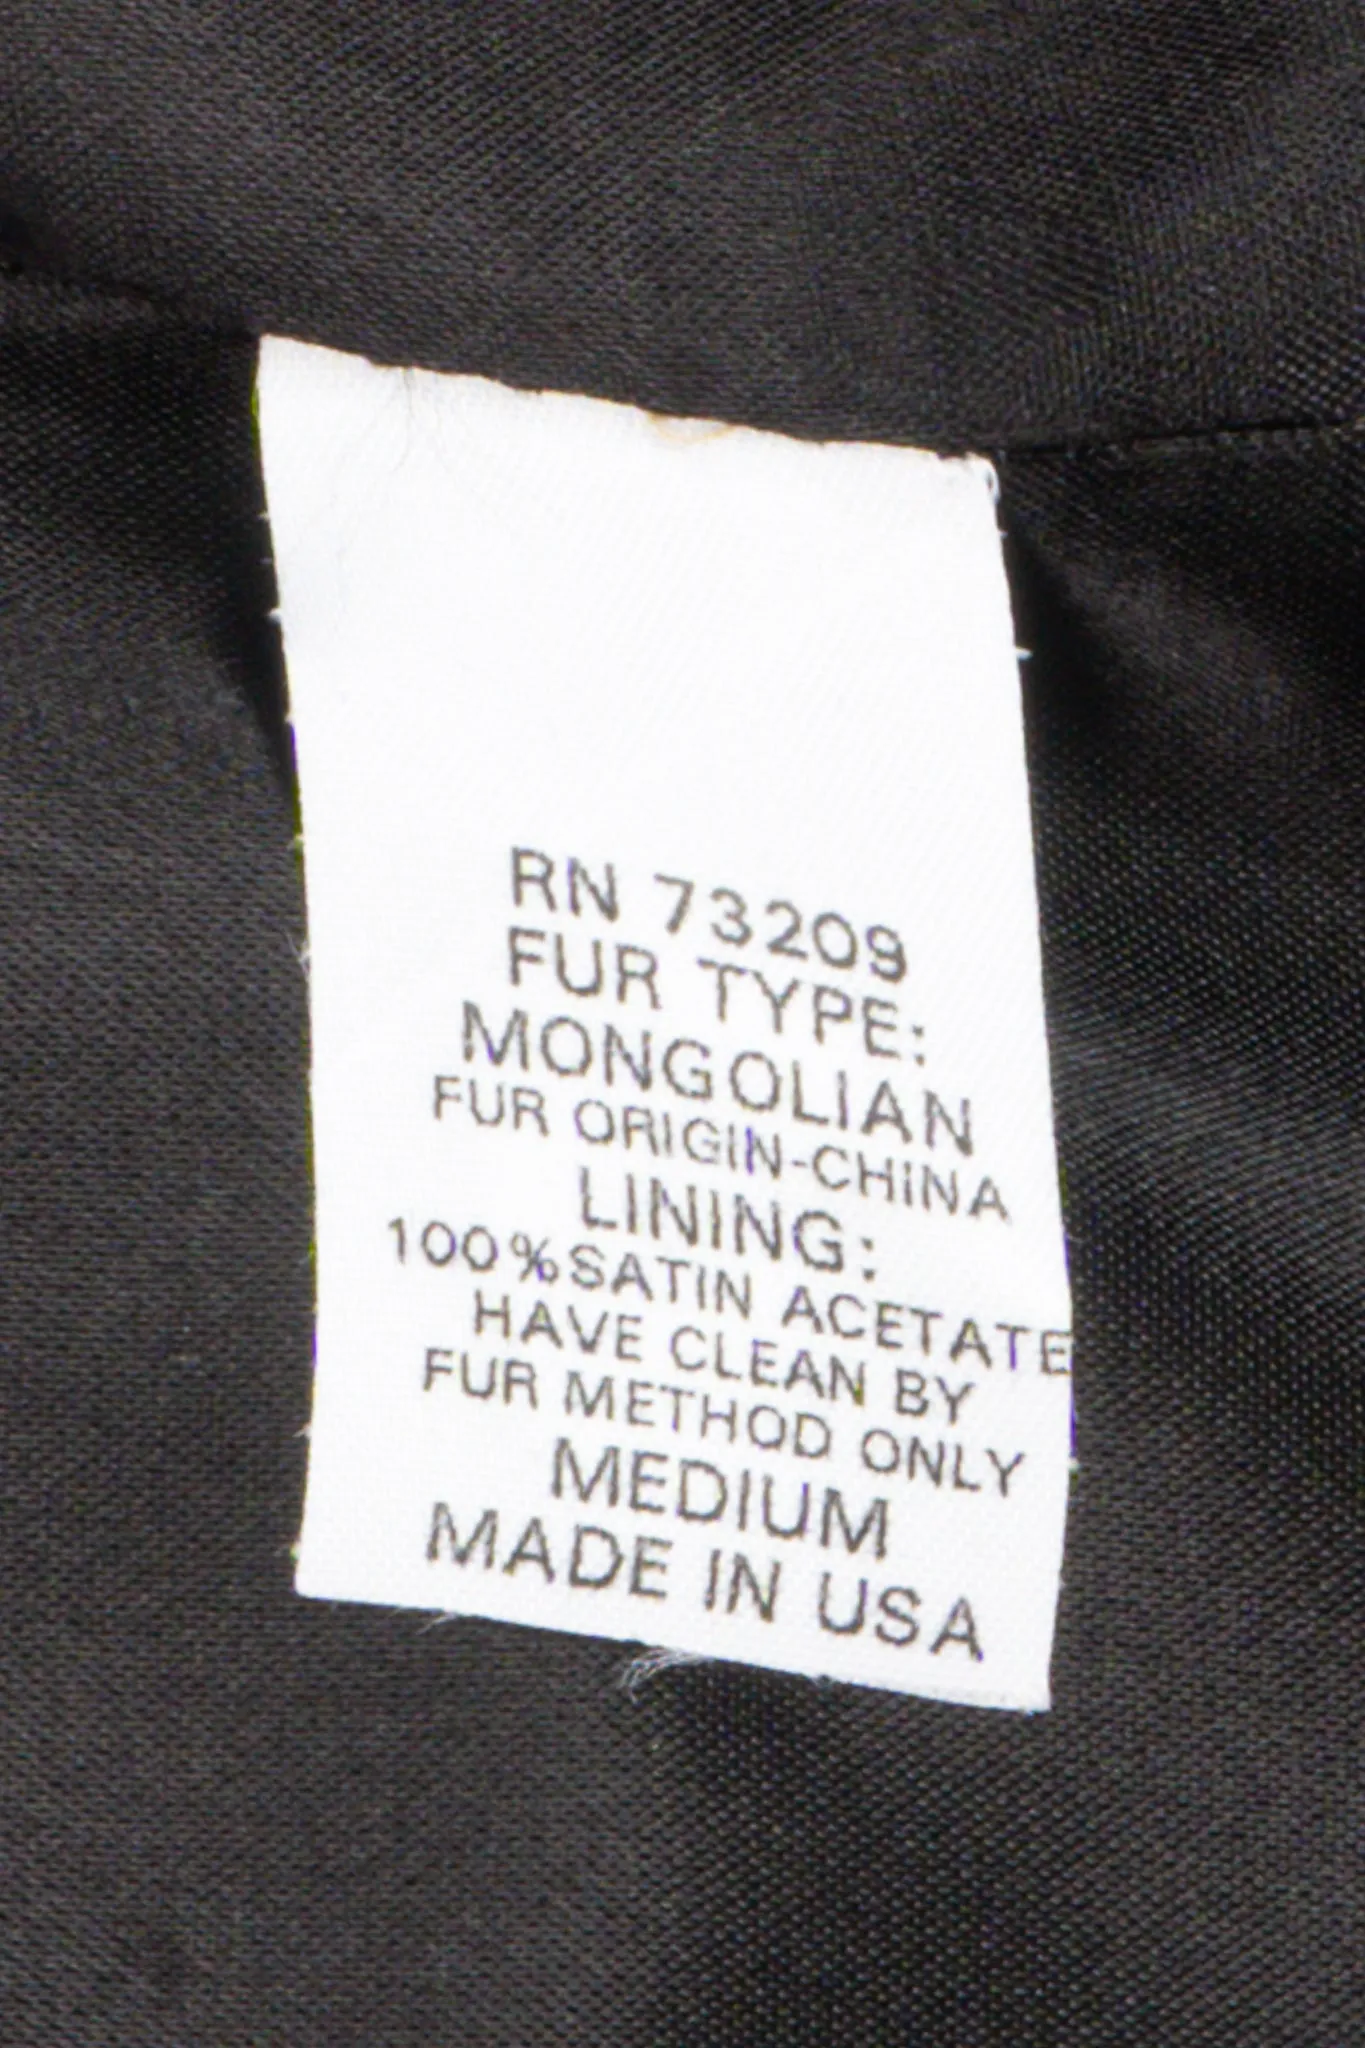 RN 73209
FUR TYPE:
MONGOLIAN
FUR ORIGIN-CHINA
LINING:
100%SATIN ACETATE
HAVE CLEAN BY
FUR METHOD ONLY
MEDIUM
MADE IN USA